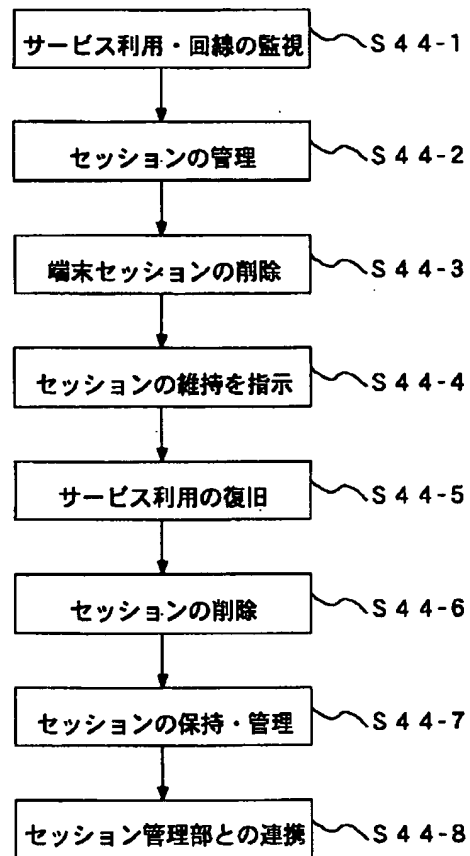 サービス利用・回線の監視 S44-1
セッションの管理 S44-2
端末セッションの削除 S44-3
セッションの維持を指示 S44-4
サービス利用の復旧 S44-5
セッションの削除 S44-6
セッションの保持・管理 S44-7
セッション管理部との連携 S44-8